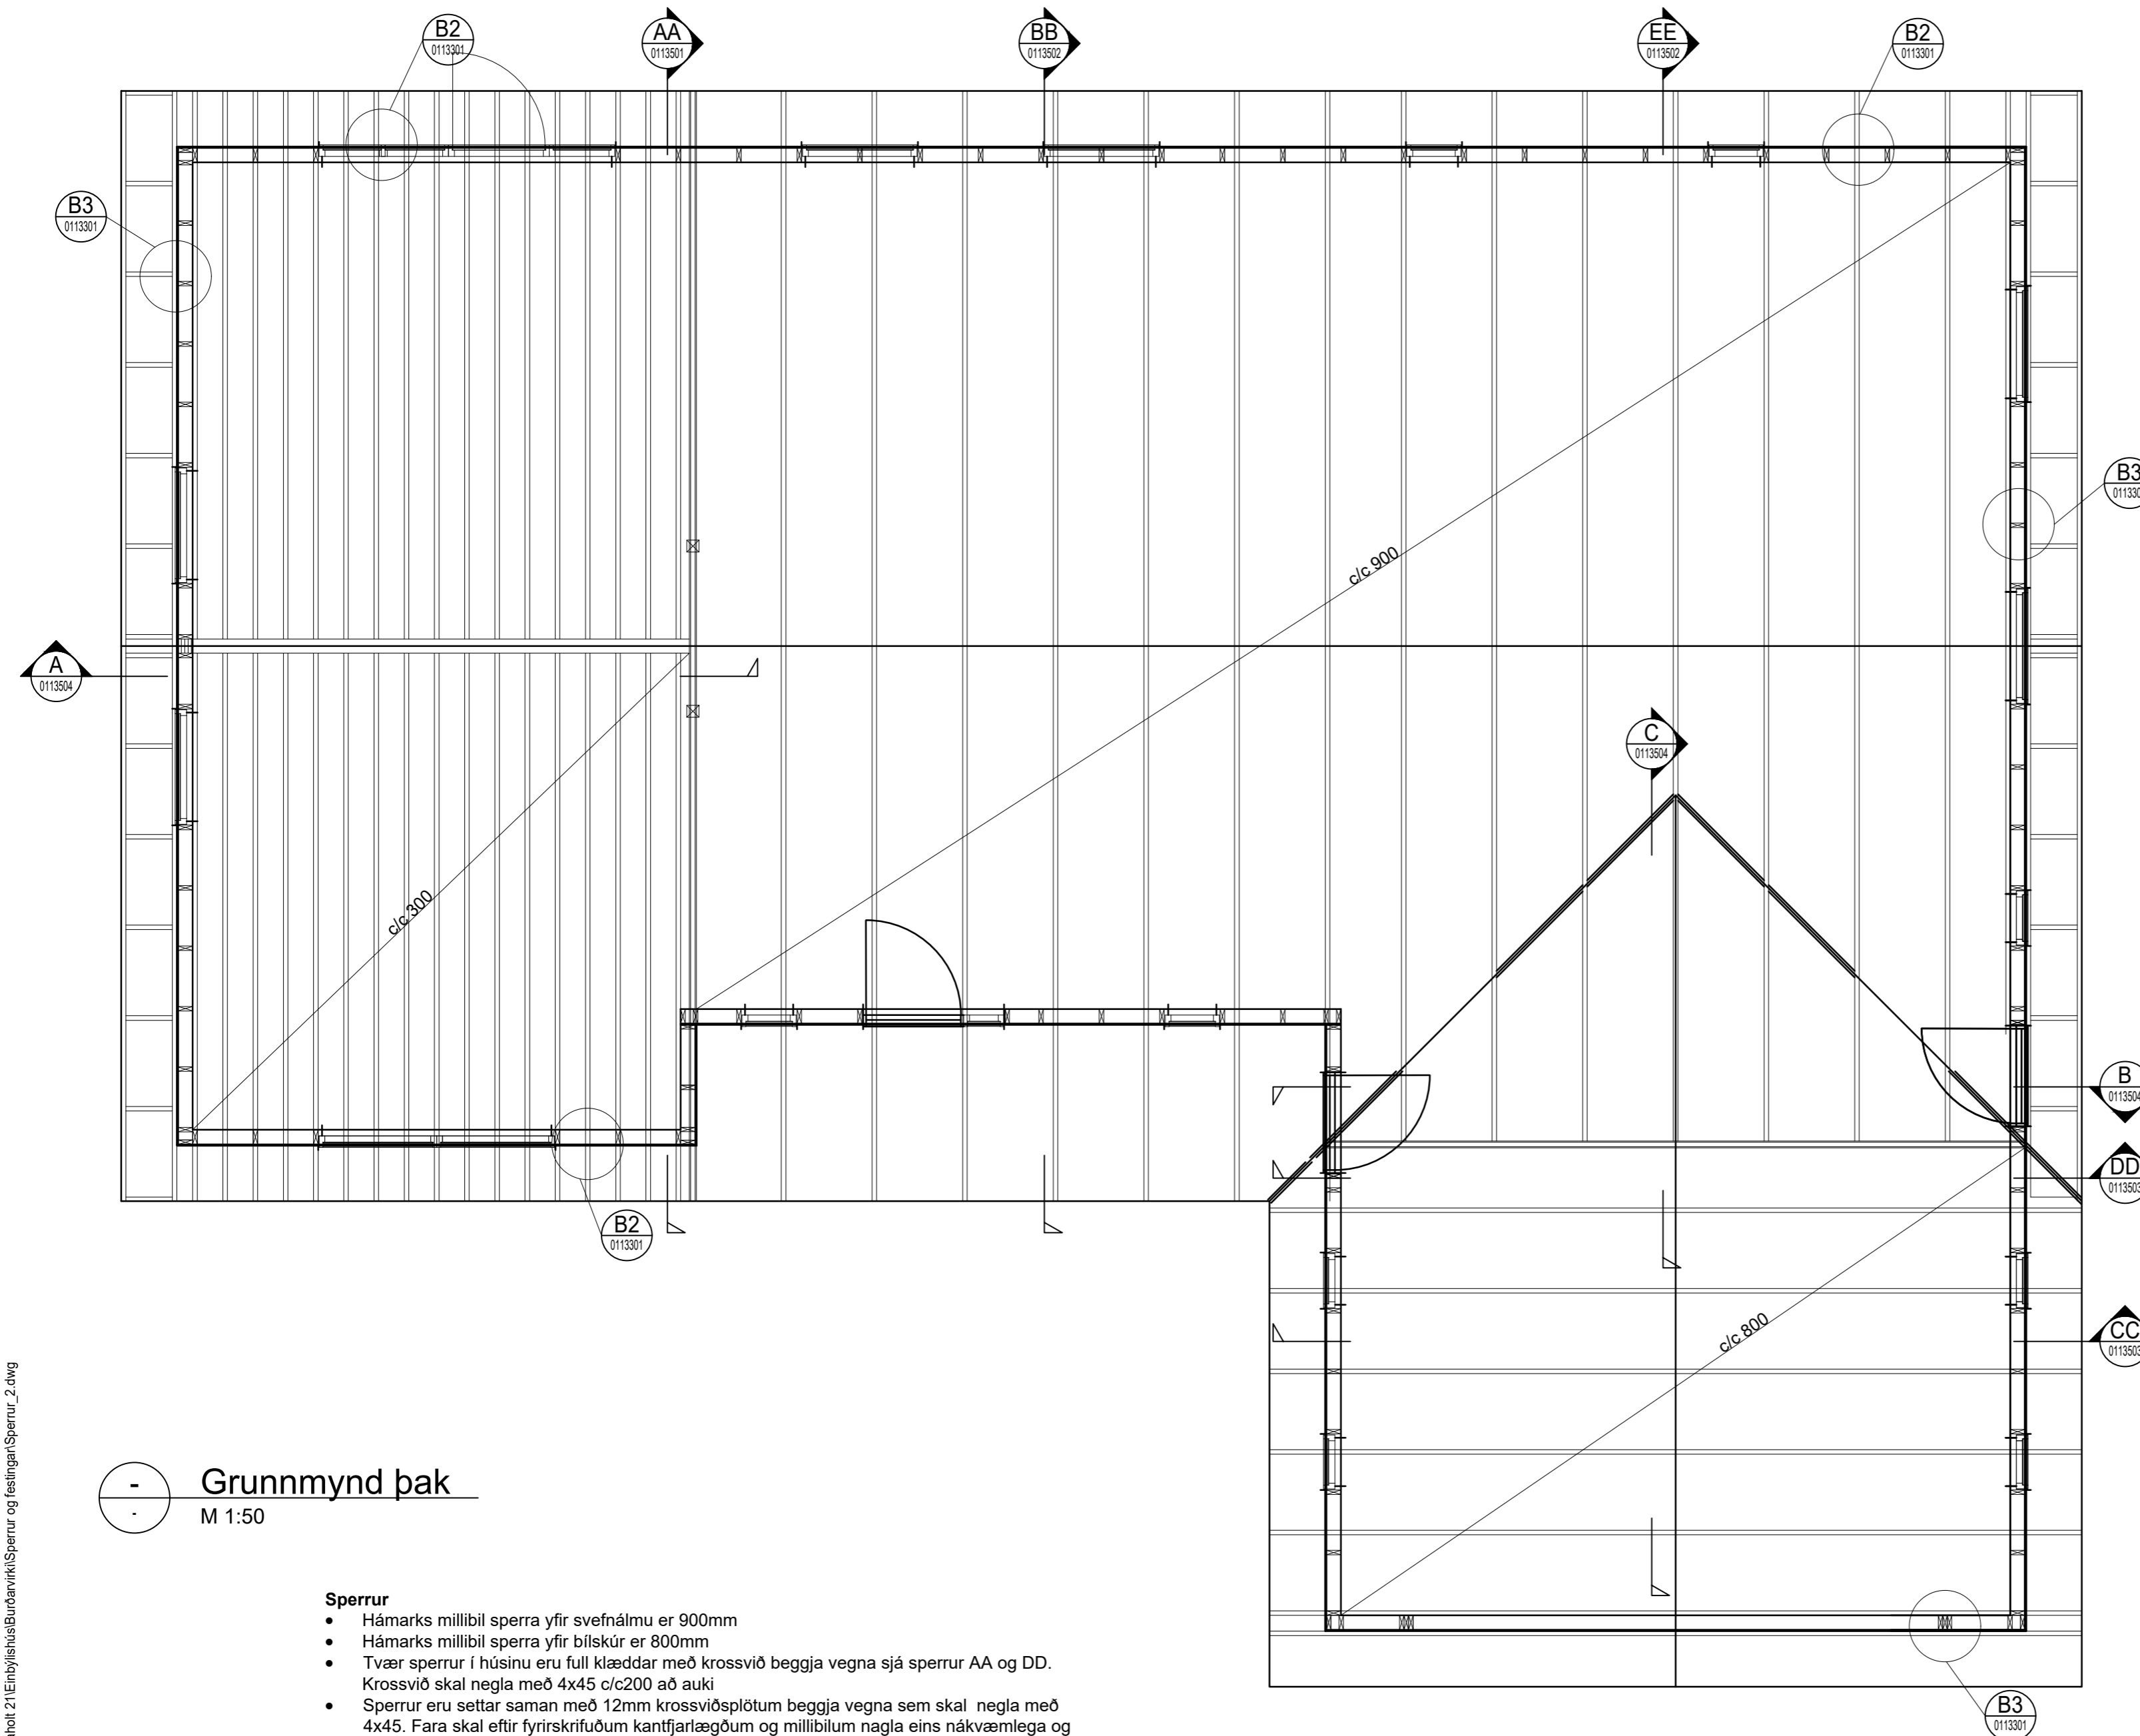 B2
0113301
AA
0113501
BB
0113502
EE
0113502
B2
0113301
B3
0113301
B3
c/c 900
A
0113504
C
0113504
c/c 300
B
0113504
DD
B2
0113301
c/c 800
CC
-
-
Grunnmynd þak
M 1:50
Sperrur
• Hámarks millibil sperra yfir svefnálmu er 900mm
• Hámarks millibil sperra yfir bílskúr er 800mm
• Tvær sperrur í húsinu eru full klæddar með krossvið beggja vegna sjá sperrur AA og DD.
Krossvið skal negla með 4x45 c/c200 að auki
• Sperrur eru settar saman með 12mm krossviðsplötum beggja vegna sem skal negla með
4x45. Fara skal eftir fyrirskrifuðum kantfjarlægðum og millibilum nagla eins nákvæmlega og
B3
0113301
holt 21\Einbýlishús\Burðarvirki\Sperrur og festingar\Sperrur_2.dwg